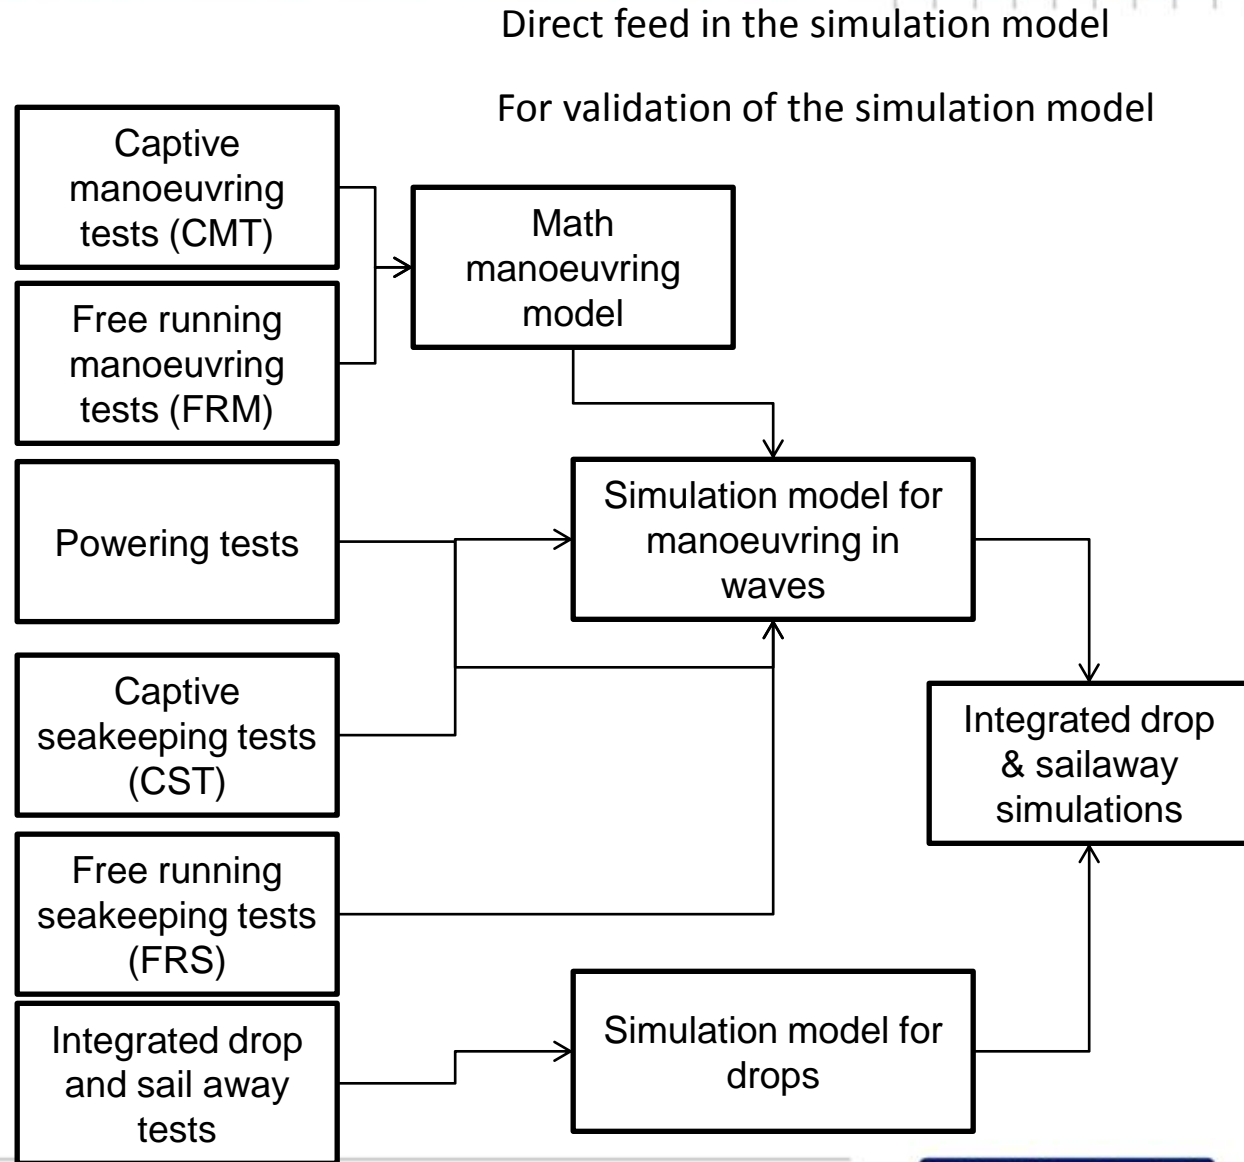 Direct feed in the simulation model
For validation of the simulation model
Captive
manoeuvring
tests (CMT)
Math
manoeuvring
model
Free running
manoeuvring
tests (FRM)
Powering tests
Simulation model for
manoeuvring in
waves
Captive
seakeeping tests
(CST)
Integrated drop
& sailaway
simulations
Free running
seakeeping tests
(FRS)
Integrated drop
and sail away
tests
Simulation model for
drops